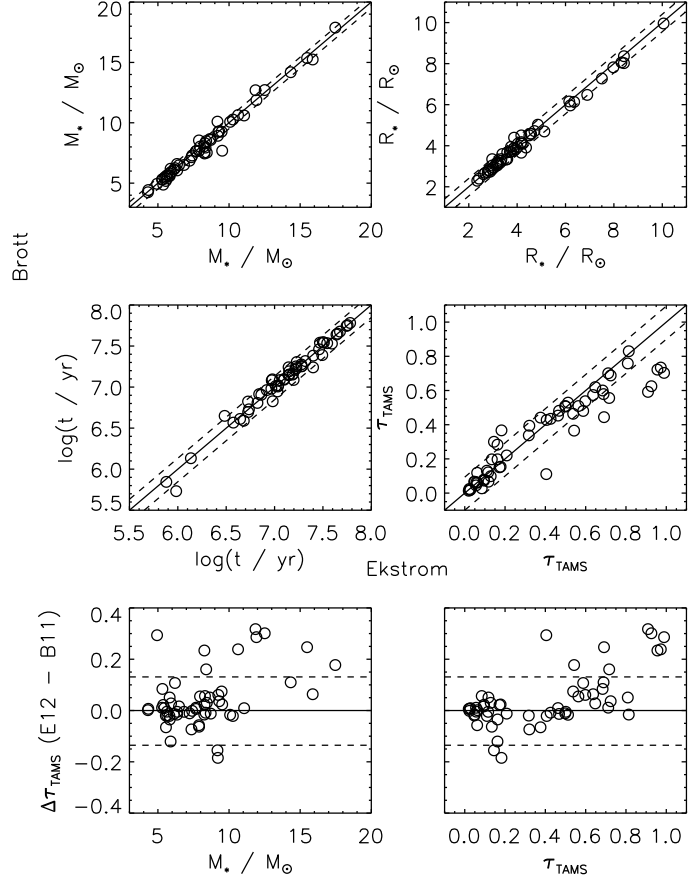 20
15
10
5
5 10 15 20
M* / M⊙
M* / M⊙
10
8
6
4
2
2 4 6 8 10
R* / R⊙
R* / R⊙
Brott
8.0
7.5
7.0
6.5
6.0
5.5
5.5 6.0 6.5 7.0 7.5 8.0
log(t / yr)
log(t / yr)
1.0
0.8
0.6
0.4
0.2
0.0
0.0 0.2 0.4 0.6 0.8 1.0
τTAMS
τTAMS
Ekstrom
0.4
0.2
0.0
−0.2
−0.4
5 10 15 20
ΔτTAMS (E12 − B11)
M* / M⊙
0.0 0.2 0.4 0.6 0.8 1.0
τTAMS